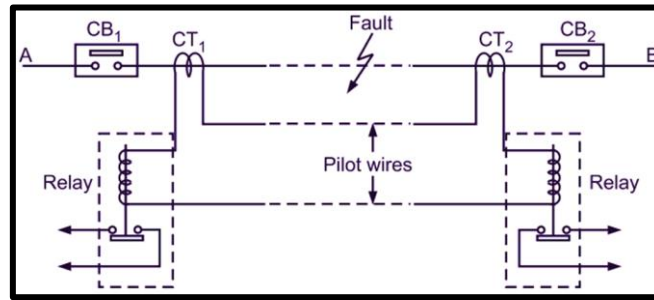 Fault
CB₁
CT₁
CT₂
CB₂
A
B
Pilot wires
Relay
Relay